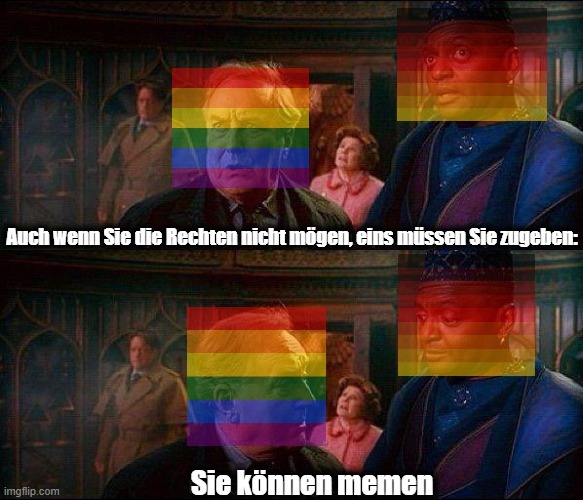 Auch wenn Sie die Rechten nicht mögen, eins müssen Sie zugeben:
Sie können memen
imgflip.com